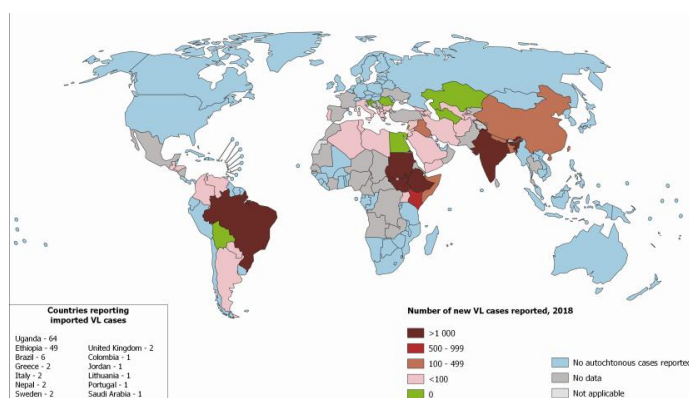 Countries reporting
imported VL cases
Uganda - 64
Ethiopia - 49
Brazil - 6
Greece - 2
Italy - 2
Nepal - 2
Sweden - 2
United Kingdom - 2
Colombia - 1
Jordan - 1
Lithuania - 1
Portugal - 1
Saudi Arabia - 1
Number of new VL cases reported, 2018
>1 000
500 - 999
100 - 499
<100
0
No autochtonous cases reported
No data
Not applicable